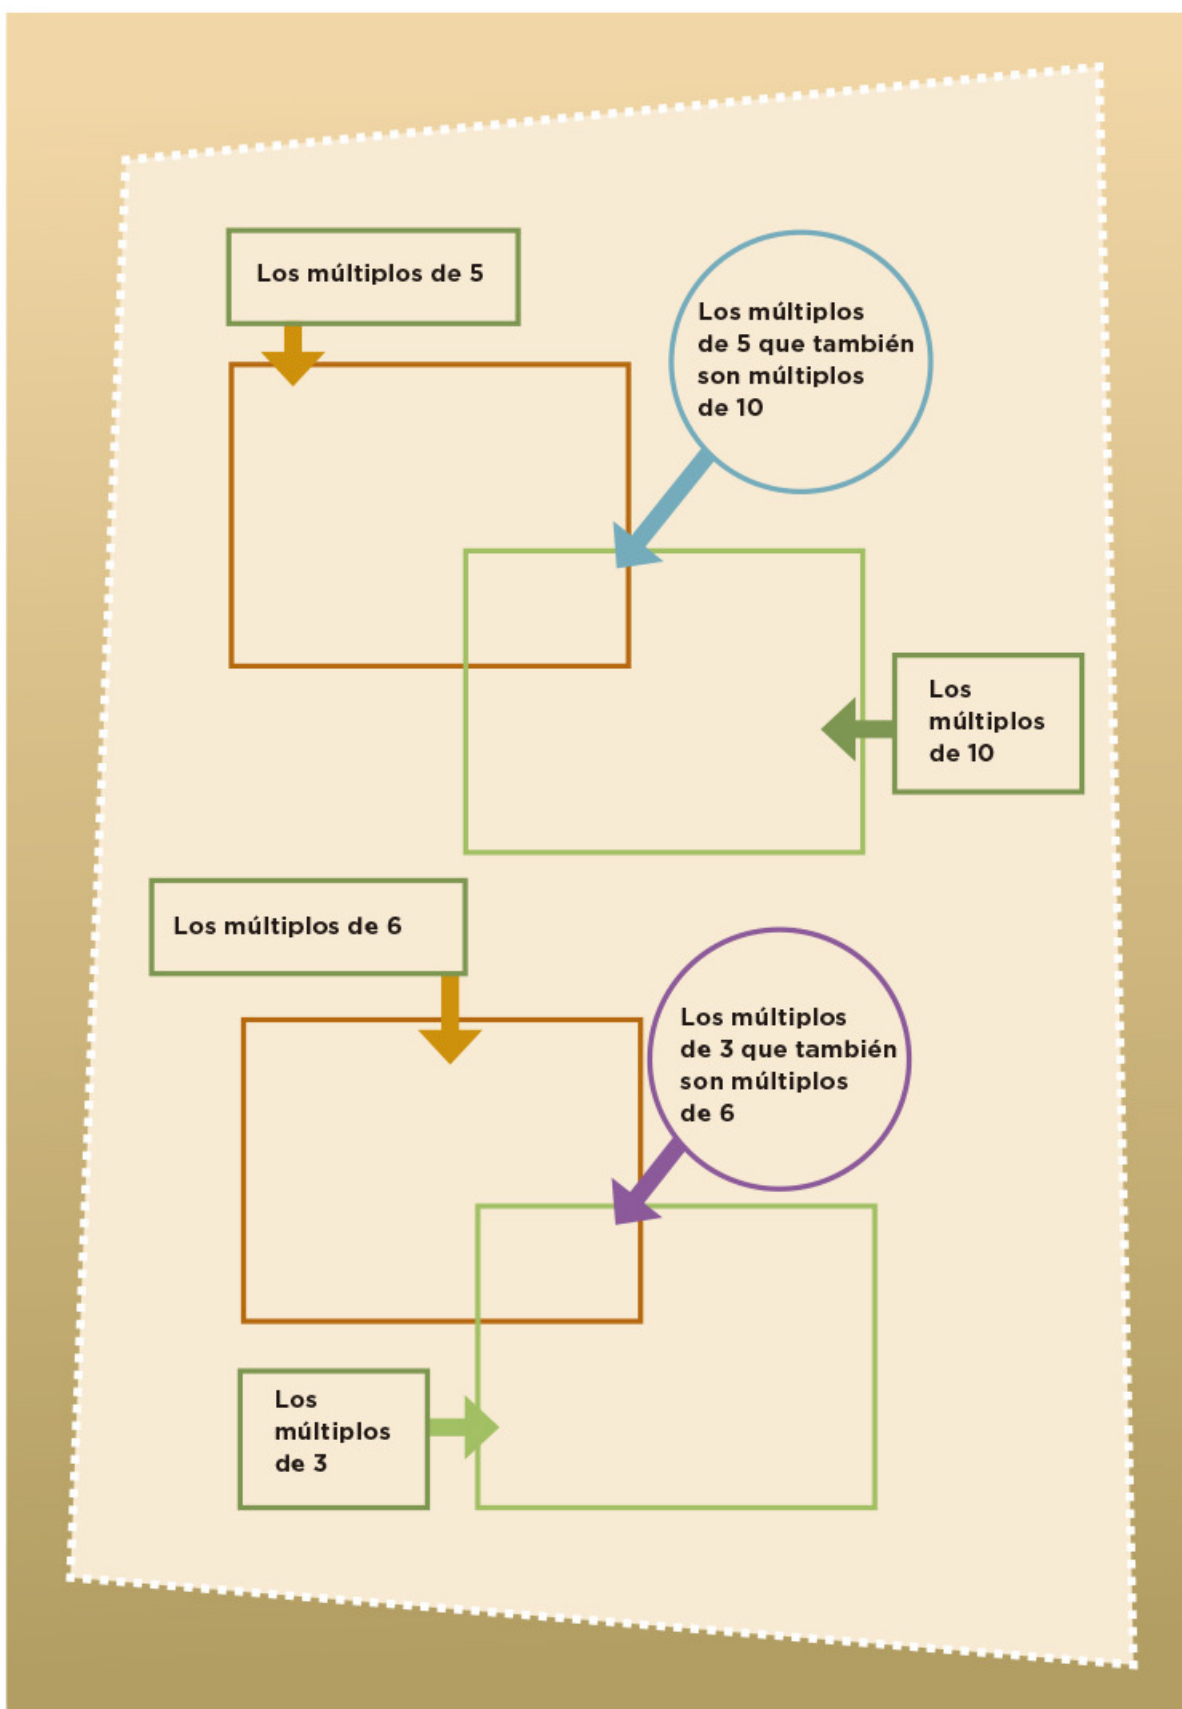 Los múltiplos de 5
Los múltiplos
de 5 que también
son múltiplos
de 10
Los
múltiplos
de 10
Los múltiplos de 6
Los múltiplos
de 3 que también
son múltiplos
de 6
Los
múltiplos
de 3